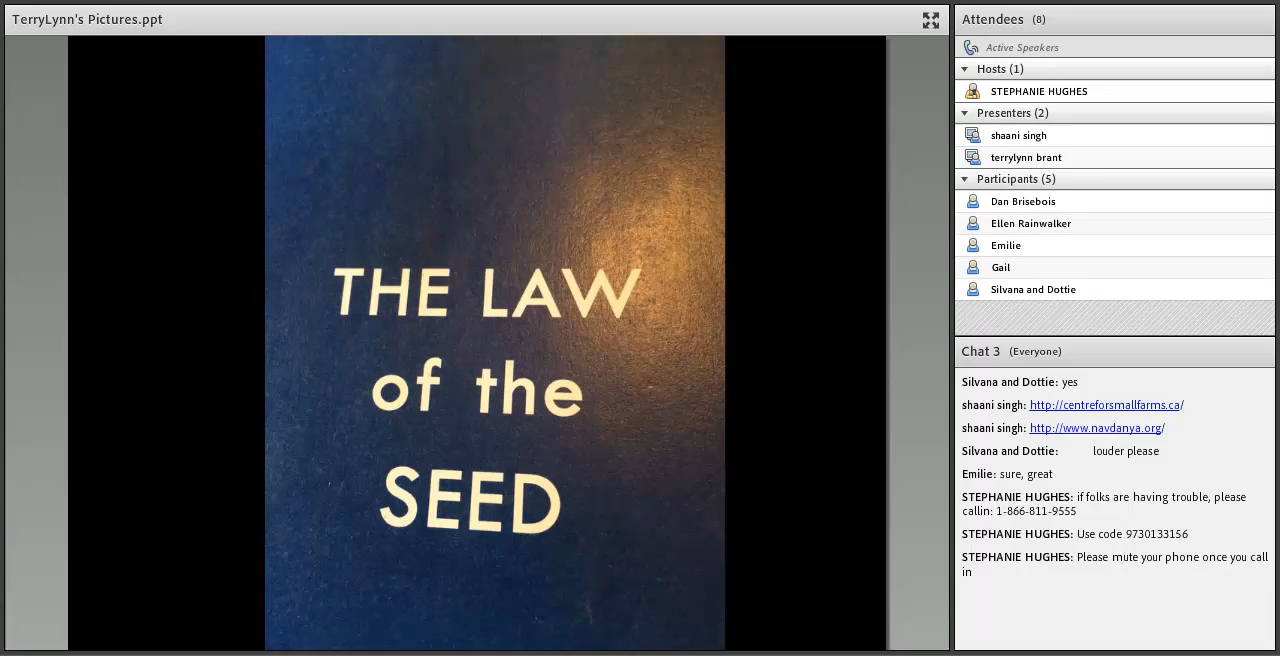 TerryLynn's Pictures.ppt
THE LAW
of the
SEED
Attendees (8)
Active Speakers
Hosts (1)
STEPHANIE HUGHES
Presenters (2)
shaani singh
terrylynn brant
Participants (5)
Dan Brisebois
Ellen Rainwalker
Emilie
Gail
Silvana and Dottie
Chat 3 (Everyone)
Silvana and Dottie: yes
shaani singh: http://centreforsmallfarms.ca/
shaani singh: http://www.navdanya.org/
Silvana and Dottie: louder please
Emilie: sure, great
STEPHANIE HUGHES: if folks are having trouble, please
callin: 1-866-811-9555
STEPHANIE HUGHES: Use code 9730133156
STEPHANIE HUGHES: Please mute your phone once you call
in